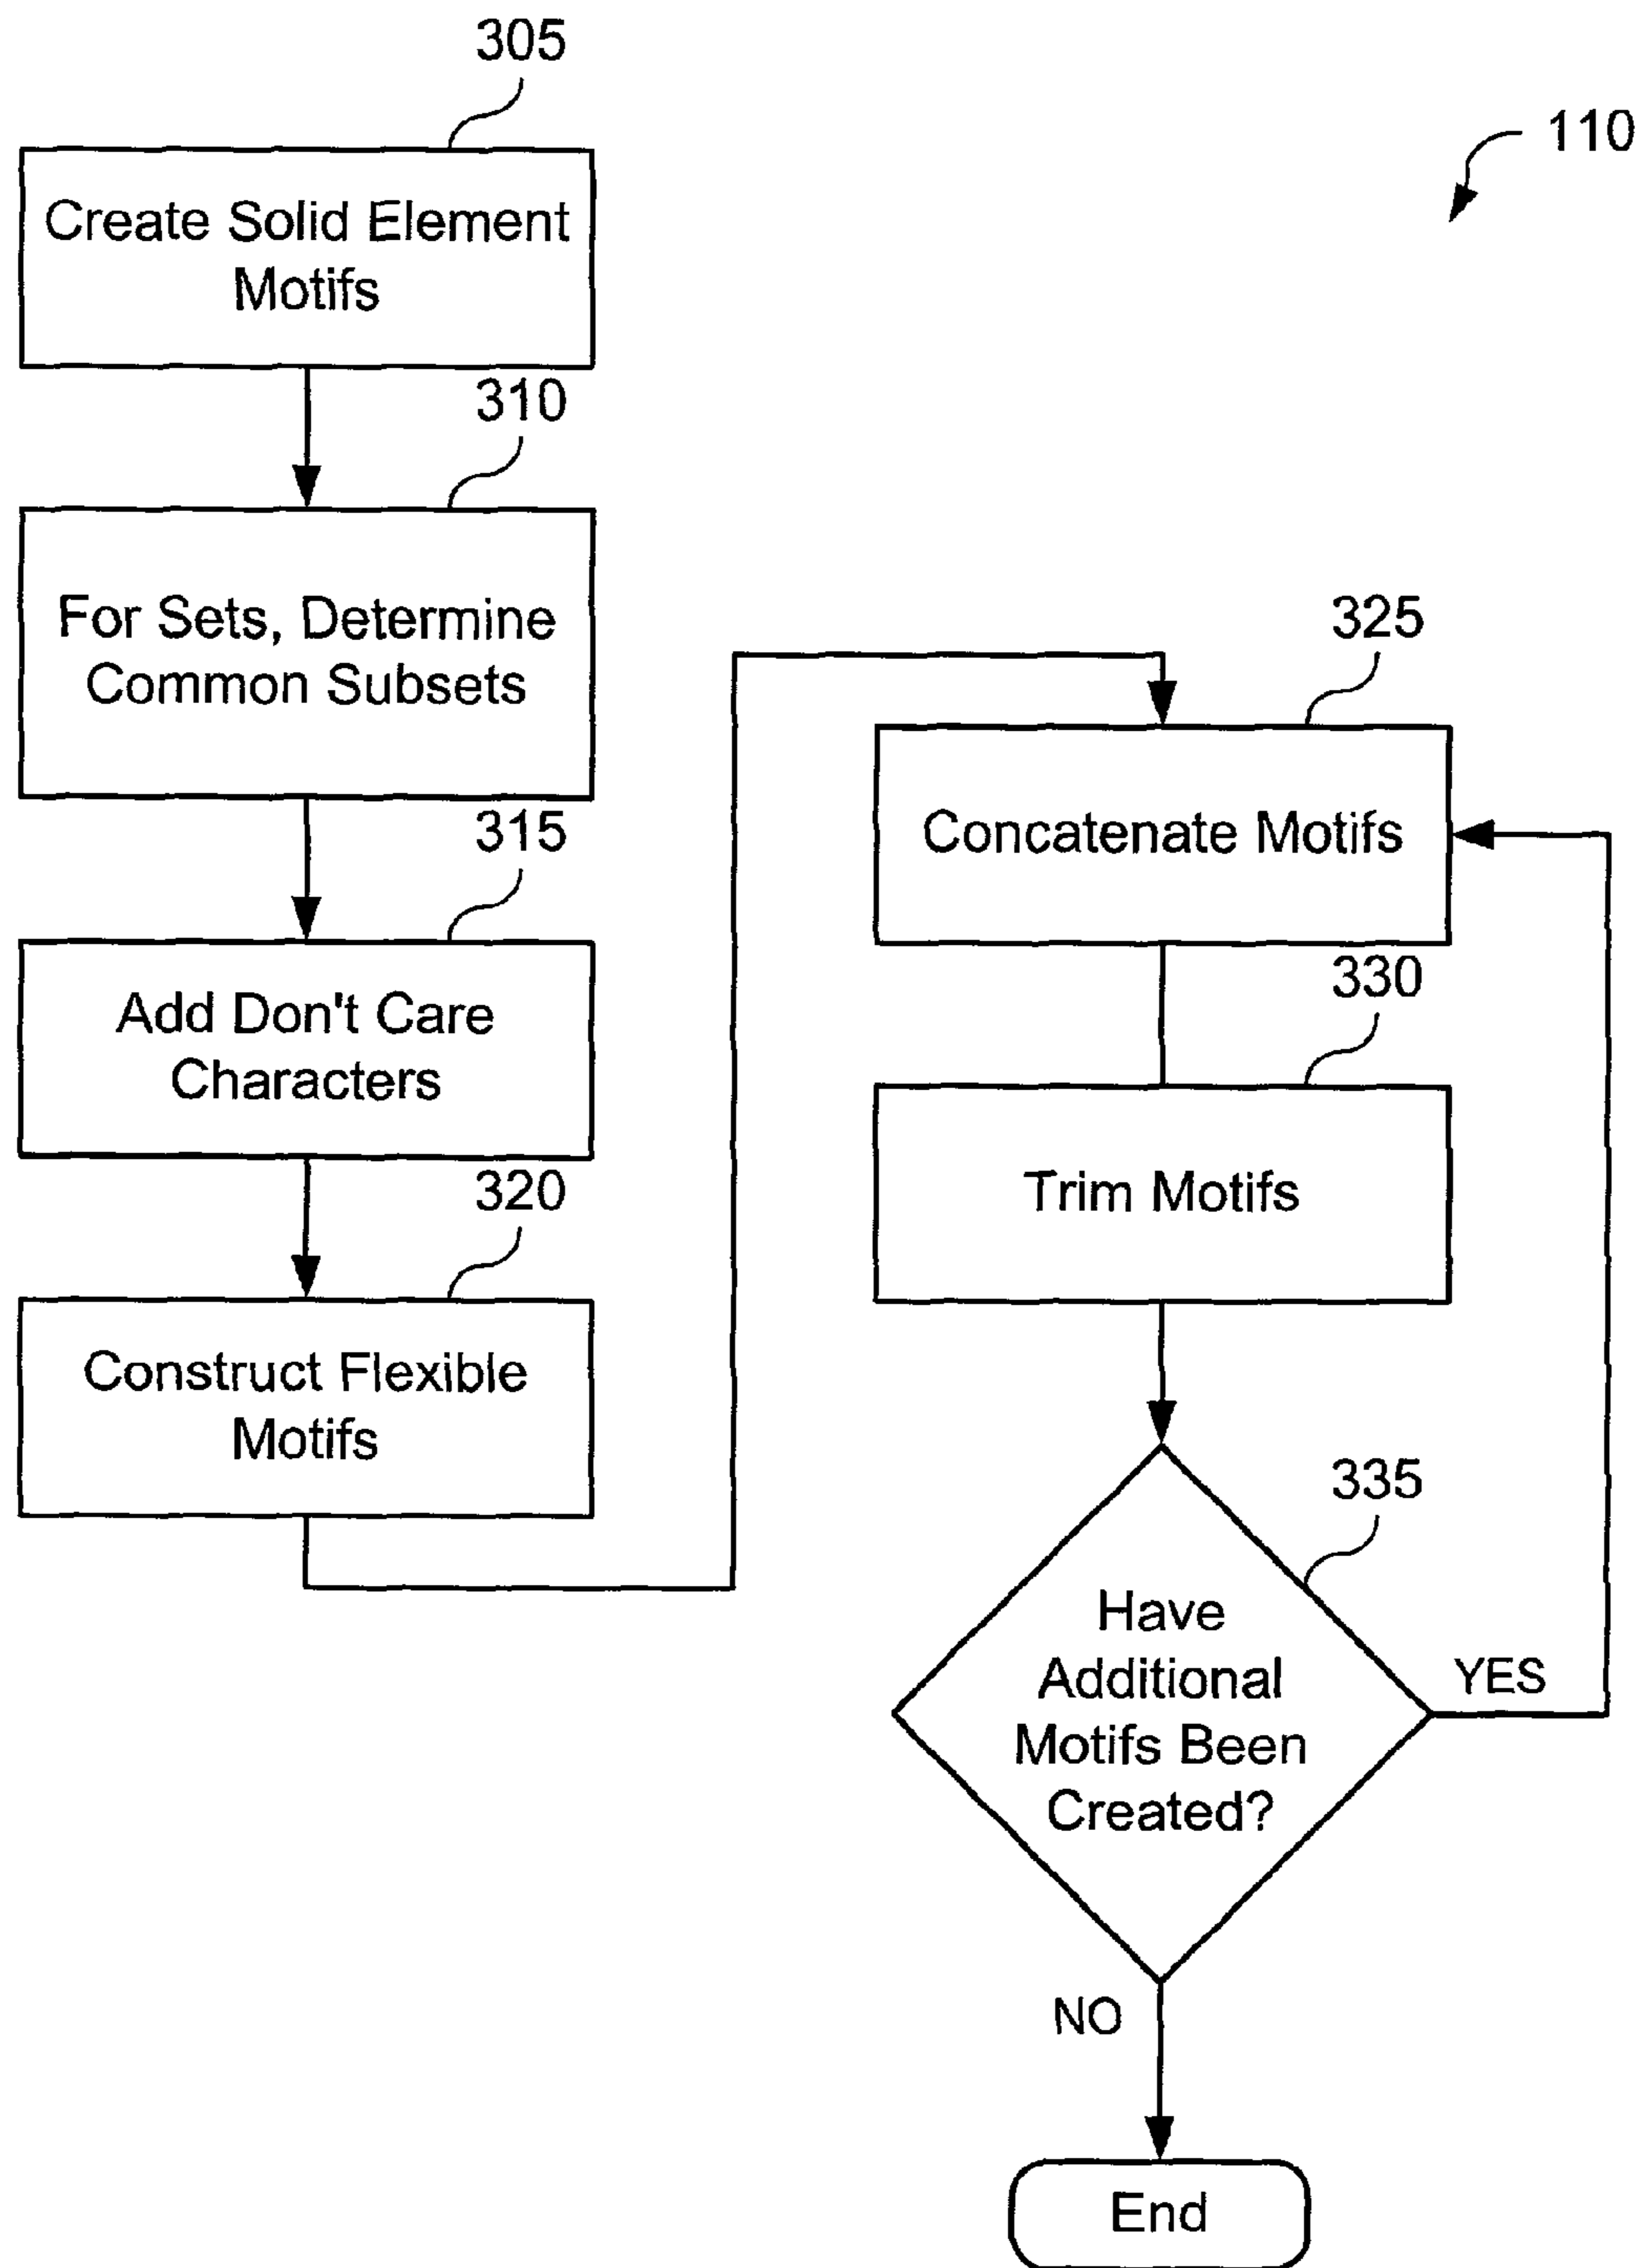 305
110
Create Solid Element
Motifs
310
For Sets, Determine
Common Subsets
315
Add Don't Care
Characters
320
Construct Flexible
Motifs
325
Concatenate Motifs
330
Trim Motifs
335
Have
Additional
Motifs Been
Created?
YES
NO
End